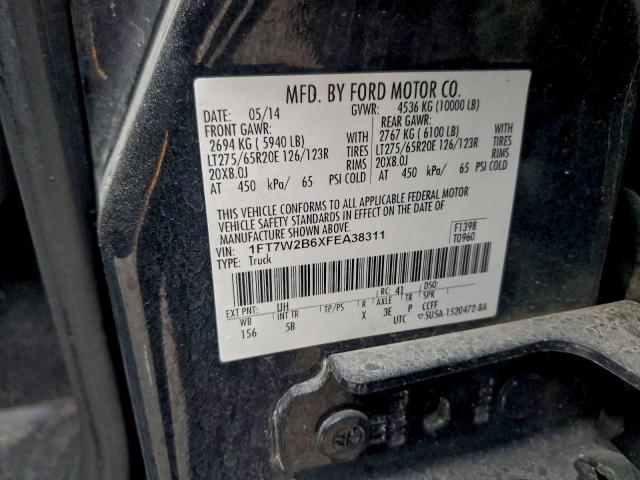 MFD. BY FORD MOTOR CO.
DATE: 05/14 GVWR: 4536 KG (10000 LB)
FRONT GAWR: REAR GAWR:
2694 KG ( 5940 LB) WITH 2767 KG ( 6100 LB) WITH
LT275/65R20E 126/123R TIRES LT275/65R20E 126/123R TIRES
20X8.0J RIMS 20X8.0J RIMS
AT 450 kPa/ 65 PSI COLD AT 450 kPa/ 65 PSI COLD
THIS VEHICLE CONFORMS TO ALL APPLICABLE FEDERAL MOTOR
VEHICLE SAFETY STANDARDS IN EFFECT ON THE DATE OF
MANUFACTURE SHOWN ABOVE.
VIN: 1FT7W2B6XFEA38311 F1398
TYPE: Truck T0960
EXT PNT: UH RC: 41 DSO:
WB INT TR TP/PS R AXLE TR SPR
156 5B X 3E P CCFF
UTC 5U5A-1520472-BA